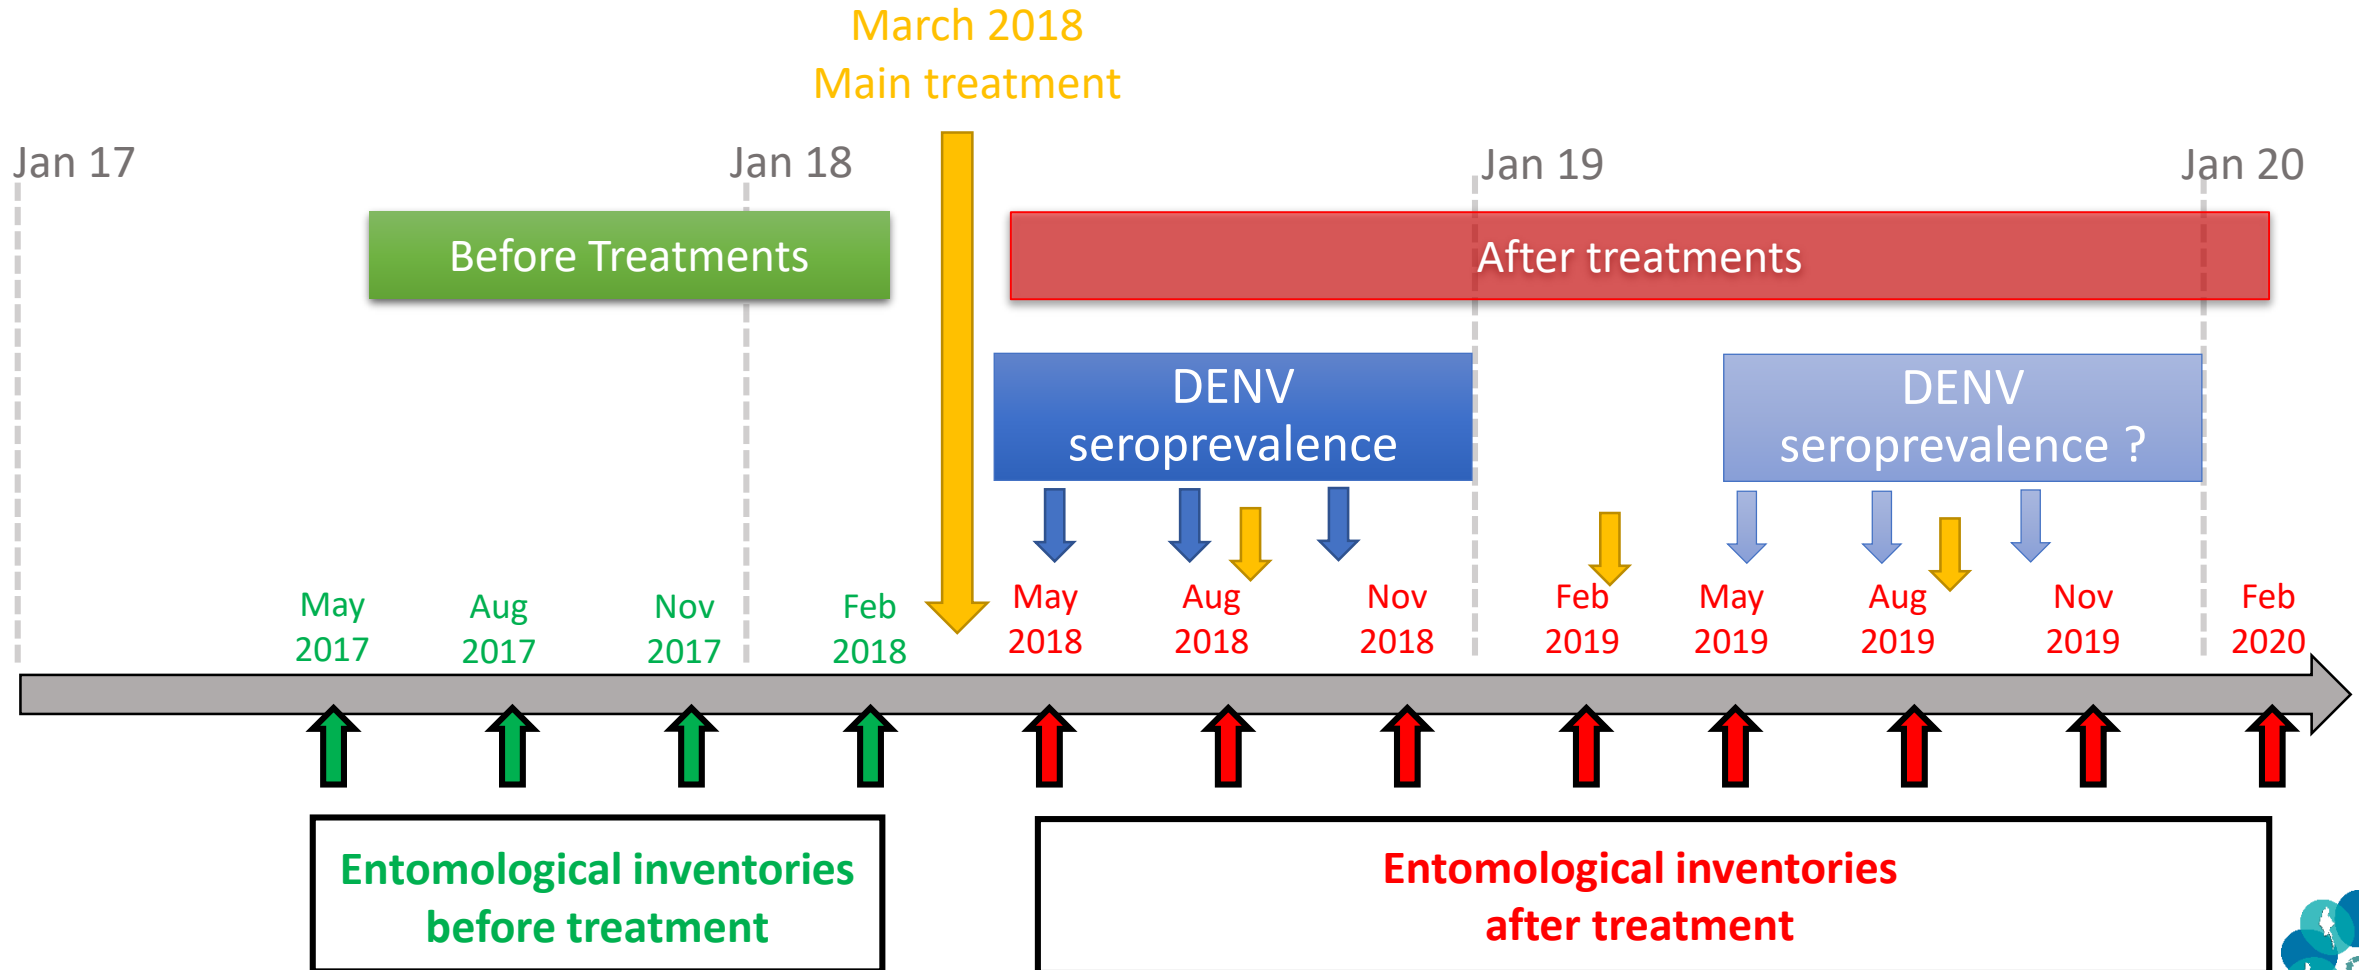 March 2018
Main treatment
Jan 17
Jan 18
Jan 19
Jan 20
Before Treatments
After treatments
DENV
seroprevalence
DENV
seroprevalence ?
May
2017
Aug
2017
Nov
2017
Feb
2018
May
2018
Aug
2018
Nov
2018
Feb
2019
May
2019
Aug
2019
Nov
2019
Feb
2020
Entomological inventories
before treatment
Entomological inventories
after treatment